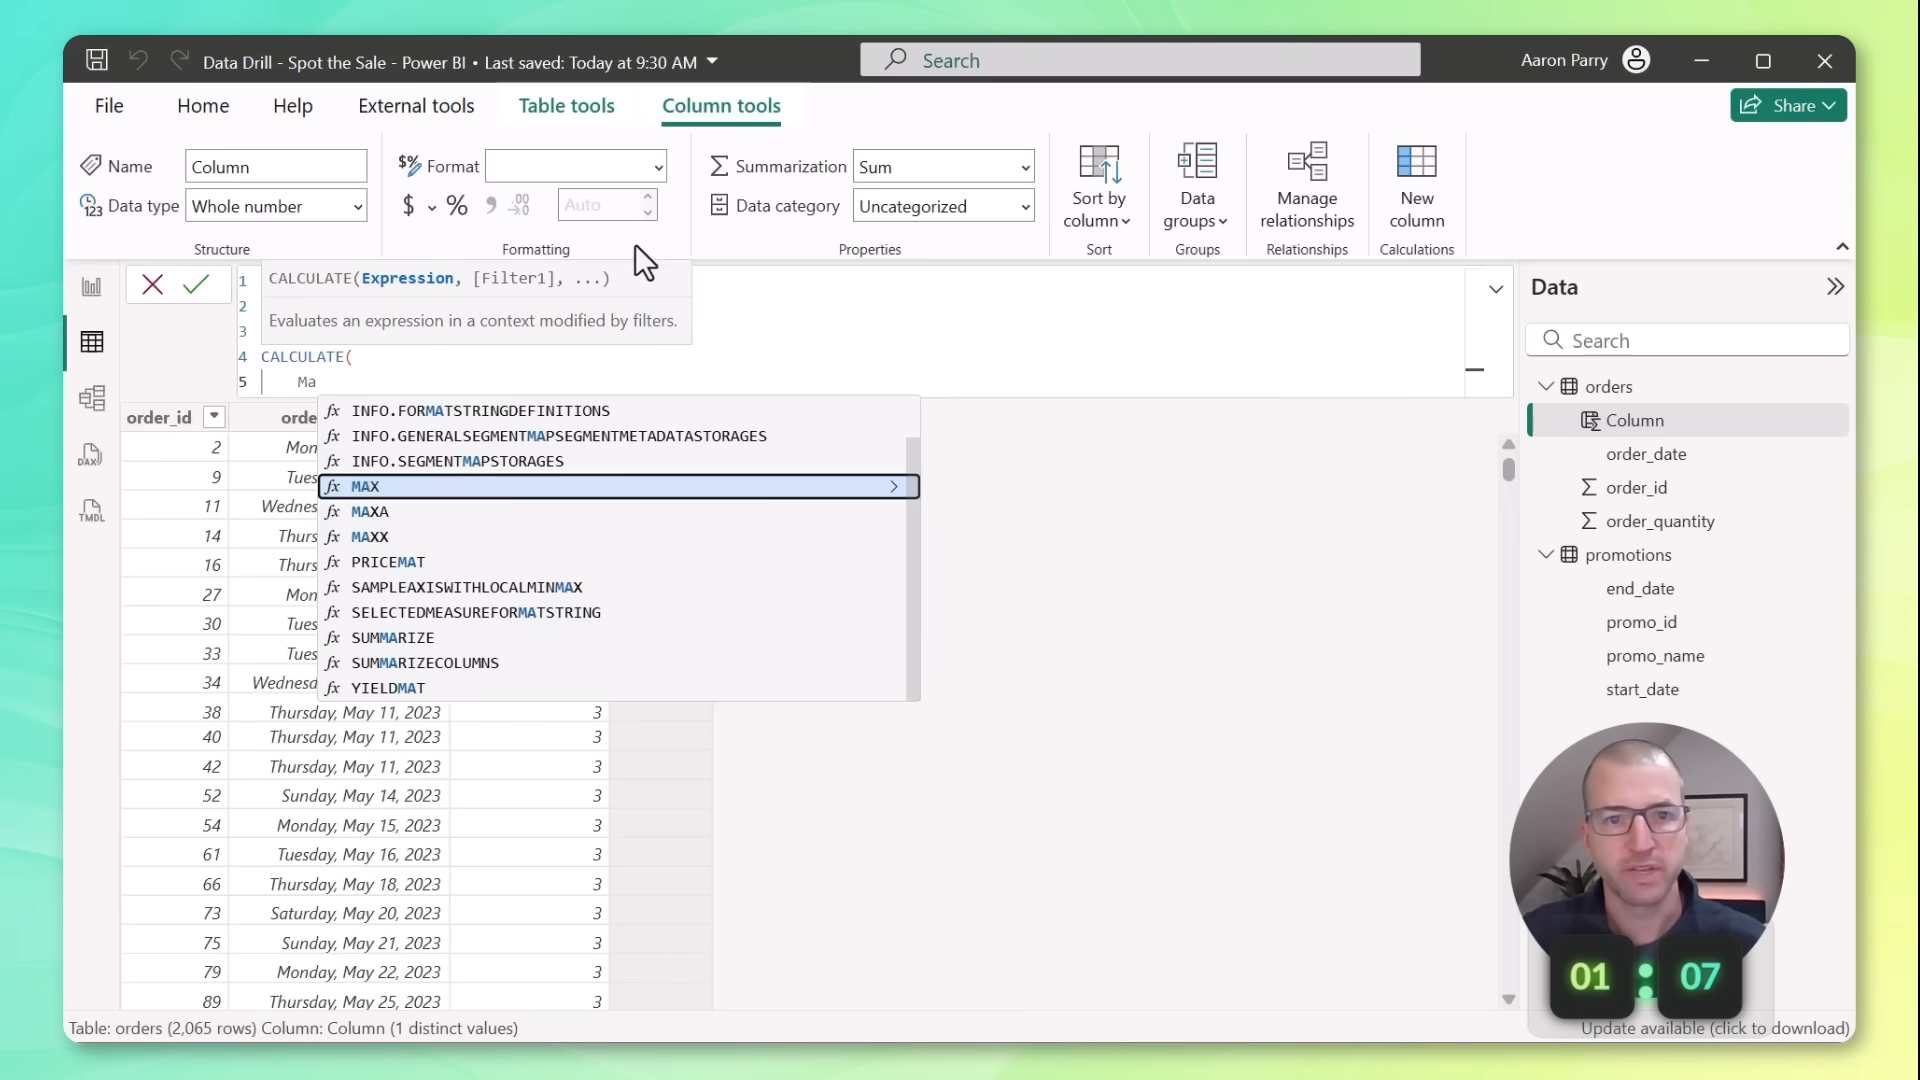 Data Drill - Spot the Sale - Power BI • Last saved: Today at 9:30 AM
Search
Aaron Parry
File Home Help External tools Table tools Column tools
Share
Name Column
Data type Whole number
Structure
Format
$ % Auto
Formatting
Summarization Sum
Data category Uncategorized
Properties
Sort by column
Sort
Data groups
Groups
Manage relationships
Relationships
New column
Calculations
CALCULATE(Expression, [Filter1], ...)
Evaluates an expression in a context modified by filters.
1
2
3
4 CALCULATE(
5 Ma
INFO.FORMATSTRINGDEFINITIONS
INFO.GENERALSEGMENTMAPSEGMENTMETADATASTORAGES
INFO.SEGMENTMAPSTORAGES
MAX
MAXA
MAXX
PRICEMAT
SAMPLEAXISWITHLOCALMINMAX
SELECTEDMEASUREFORMATSTRING
SUMMARIZE
SUMMARIZECOLUMNS
YIELDMAT
DAX
TMDL
order_id orde
2 Mon
9 Tues
11 Wednes
14 Thurs
16 Thurs
27 Mon
30 Tues
33 Tues
34 Wednesd
38 Thursday, May 11, 2023 3
40 Thursday, May 11, 2023 3
42 Thursday, May 11, 2023 3
52 Sunday, May 14, 2023 3
54 Monday, May 15, 2023 3
61 Tuesday, May 16, 2023 3
66 Thursday, May 18, 2023 3
73 Saturday, May 20, 2023 3
75 Sunday, May 21, 2023 3
79 Monday, May 22, 2023 3
89 Thursday, May 25, 2023 3
Data
Search
orders
Column
order_date
order_id
order_quantity
promotions
end_date
promo_id
promo_name
start_date
01 : 07
Table: orders (2,065 rows) Column: Column (1 distinct values)
Update available (click to download)